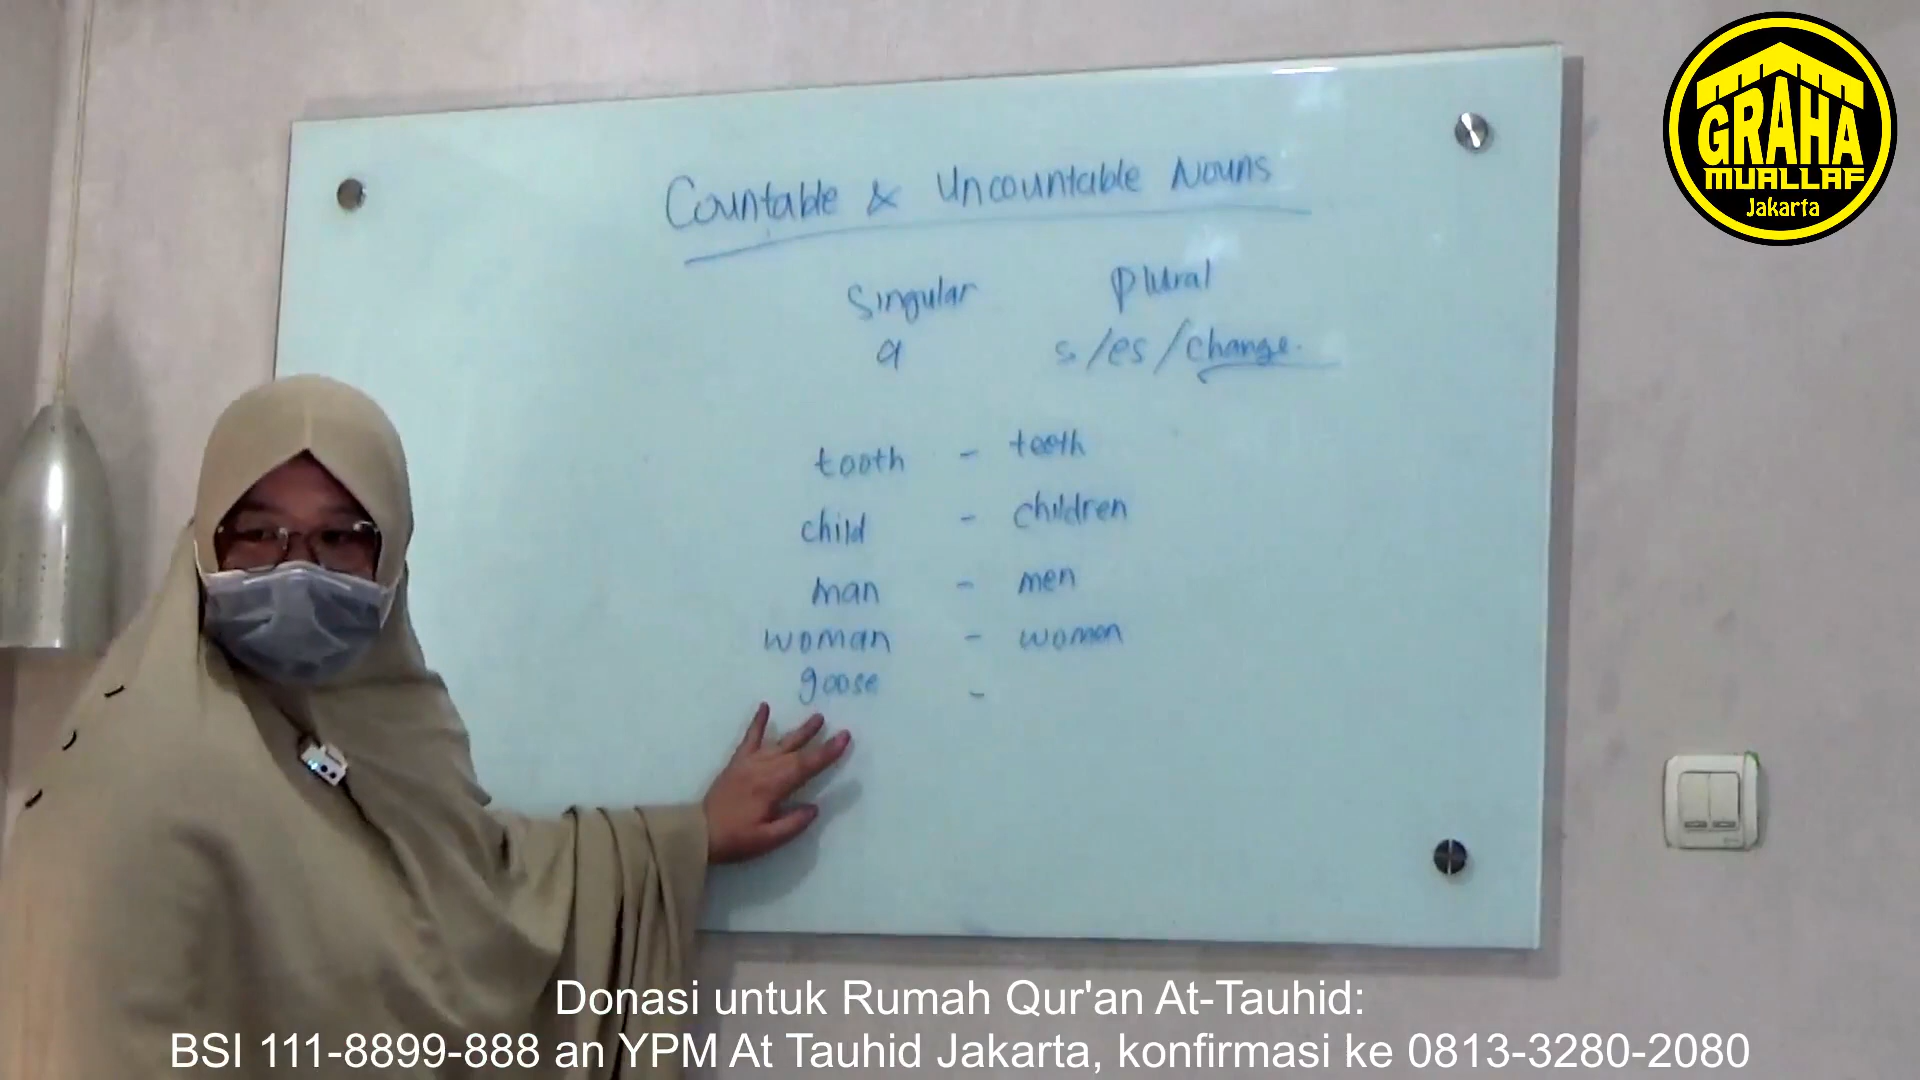 GRAHA
MUALLAF
Jakarta
Countable & Uncountable Nouns
Singular plural
a s/es/change.
tooth - teeth
child - children
man - men
woman - women
goose -
Donasi untuk Rumah Qur'an At-Tauhid:
BSI 111-8899-888 an YPM At Tauhid Jakarta, konfirmasi ke 0813-3280-2080